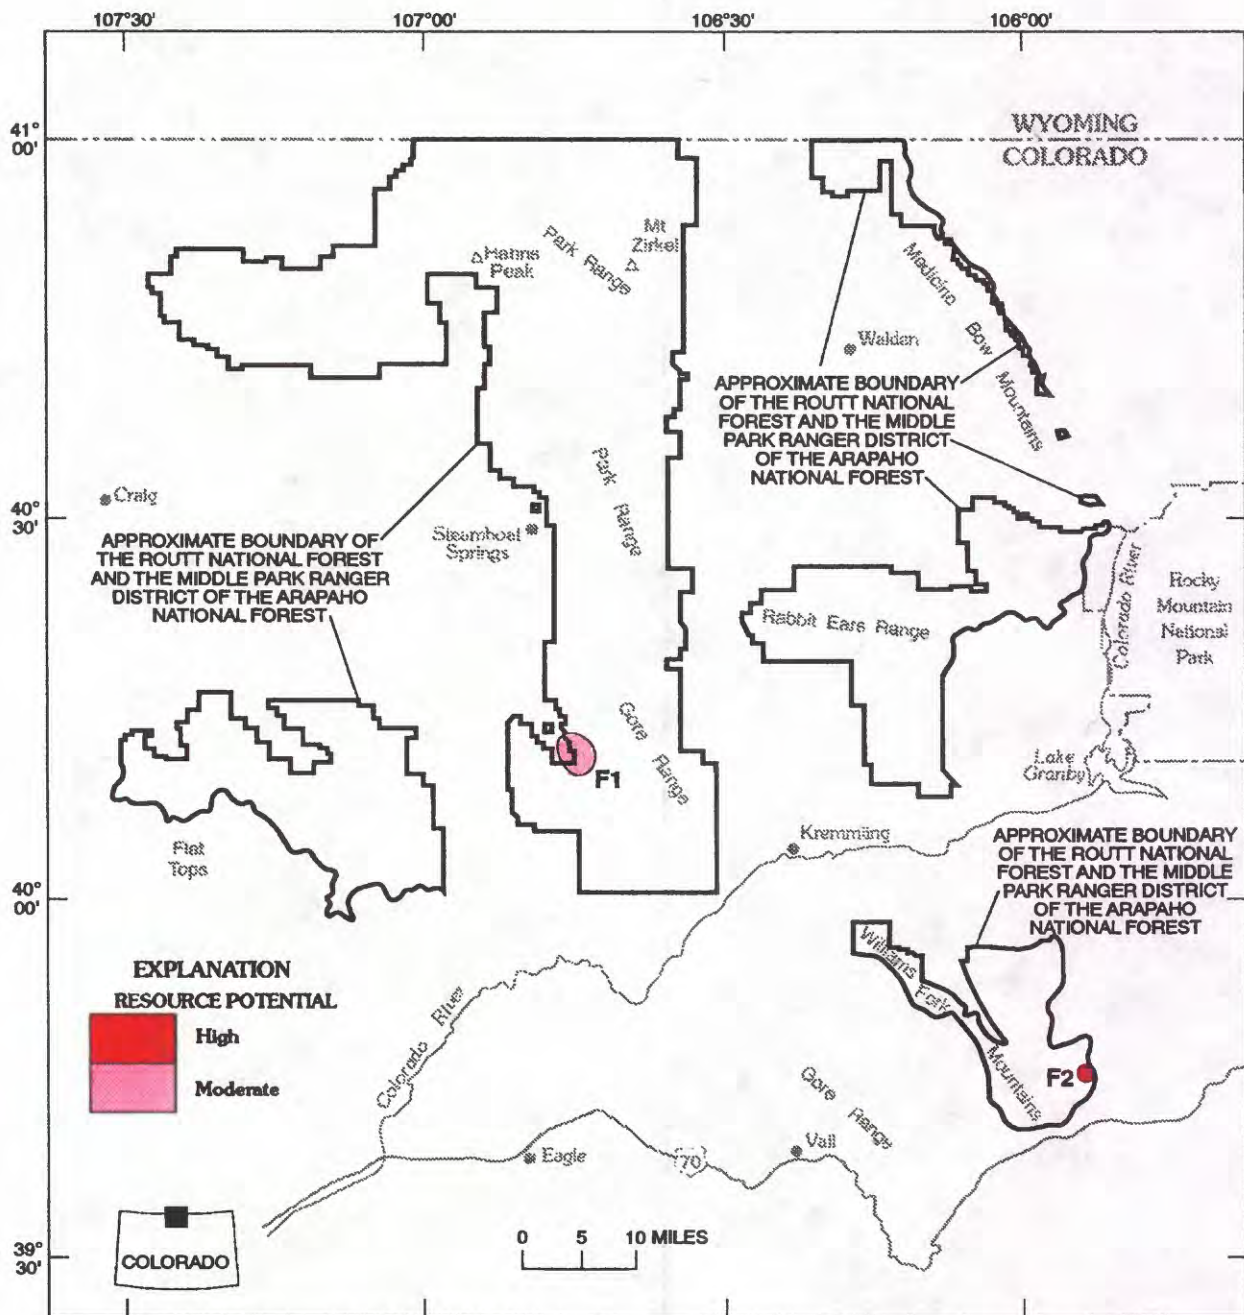 107°30'
107°00'
106°30'
106°00'
41°
00'
WYOMING
COLORADO
Hahns
Peak
Park Range
Mt
Zirkel
Medicine Bow Mountains
Walden
APPROXIMATE BOUNDARY
OF THE ROUTT NATIONAL
FOREST AND THE MIDDLE
PARK RANGER DISTRICT
OF THE ARAPAHO
NATIONAL FOREST
Park Range
Craig
40°
30'
Steamboat
Springs
APPROXIMATE BOUNDARY OF
THE ROUTT NATIONAL FOREST
AND THE MIDDLE PARK RANGER
DISTRICT OF THE ARAPAHO
NATIONAL FOREST
Rabbit Ears Range
Colorado River
Rocky
Mountain
National
Park
Gore Range
F1
Lake
Granby
Flat
Tops
Kremmling
APPROXIMATE BOUNDARY
OF THE ROUTT NATIONAL
FOREST AND THE MIDDLE
PARK RANGER DISTRICT
OF THE ARAPAHO
NATIONAL FOREST
40°
00'
Williams Fork Mountains
EXPLANATION
RESOURCE POTENTIAL
High
Moderate
Colorado River
F2
Gore Range
Eagle
70
Vail
COLORADO
0 5 10 MILES
39°
30'